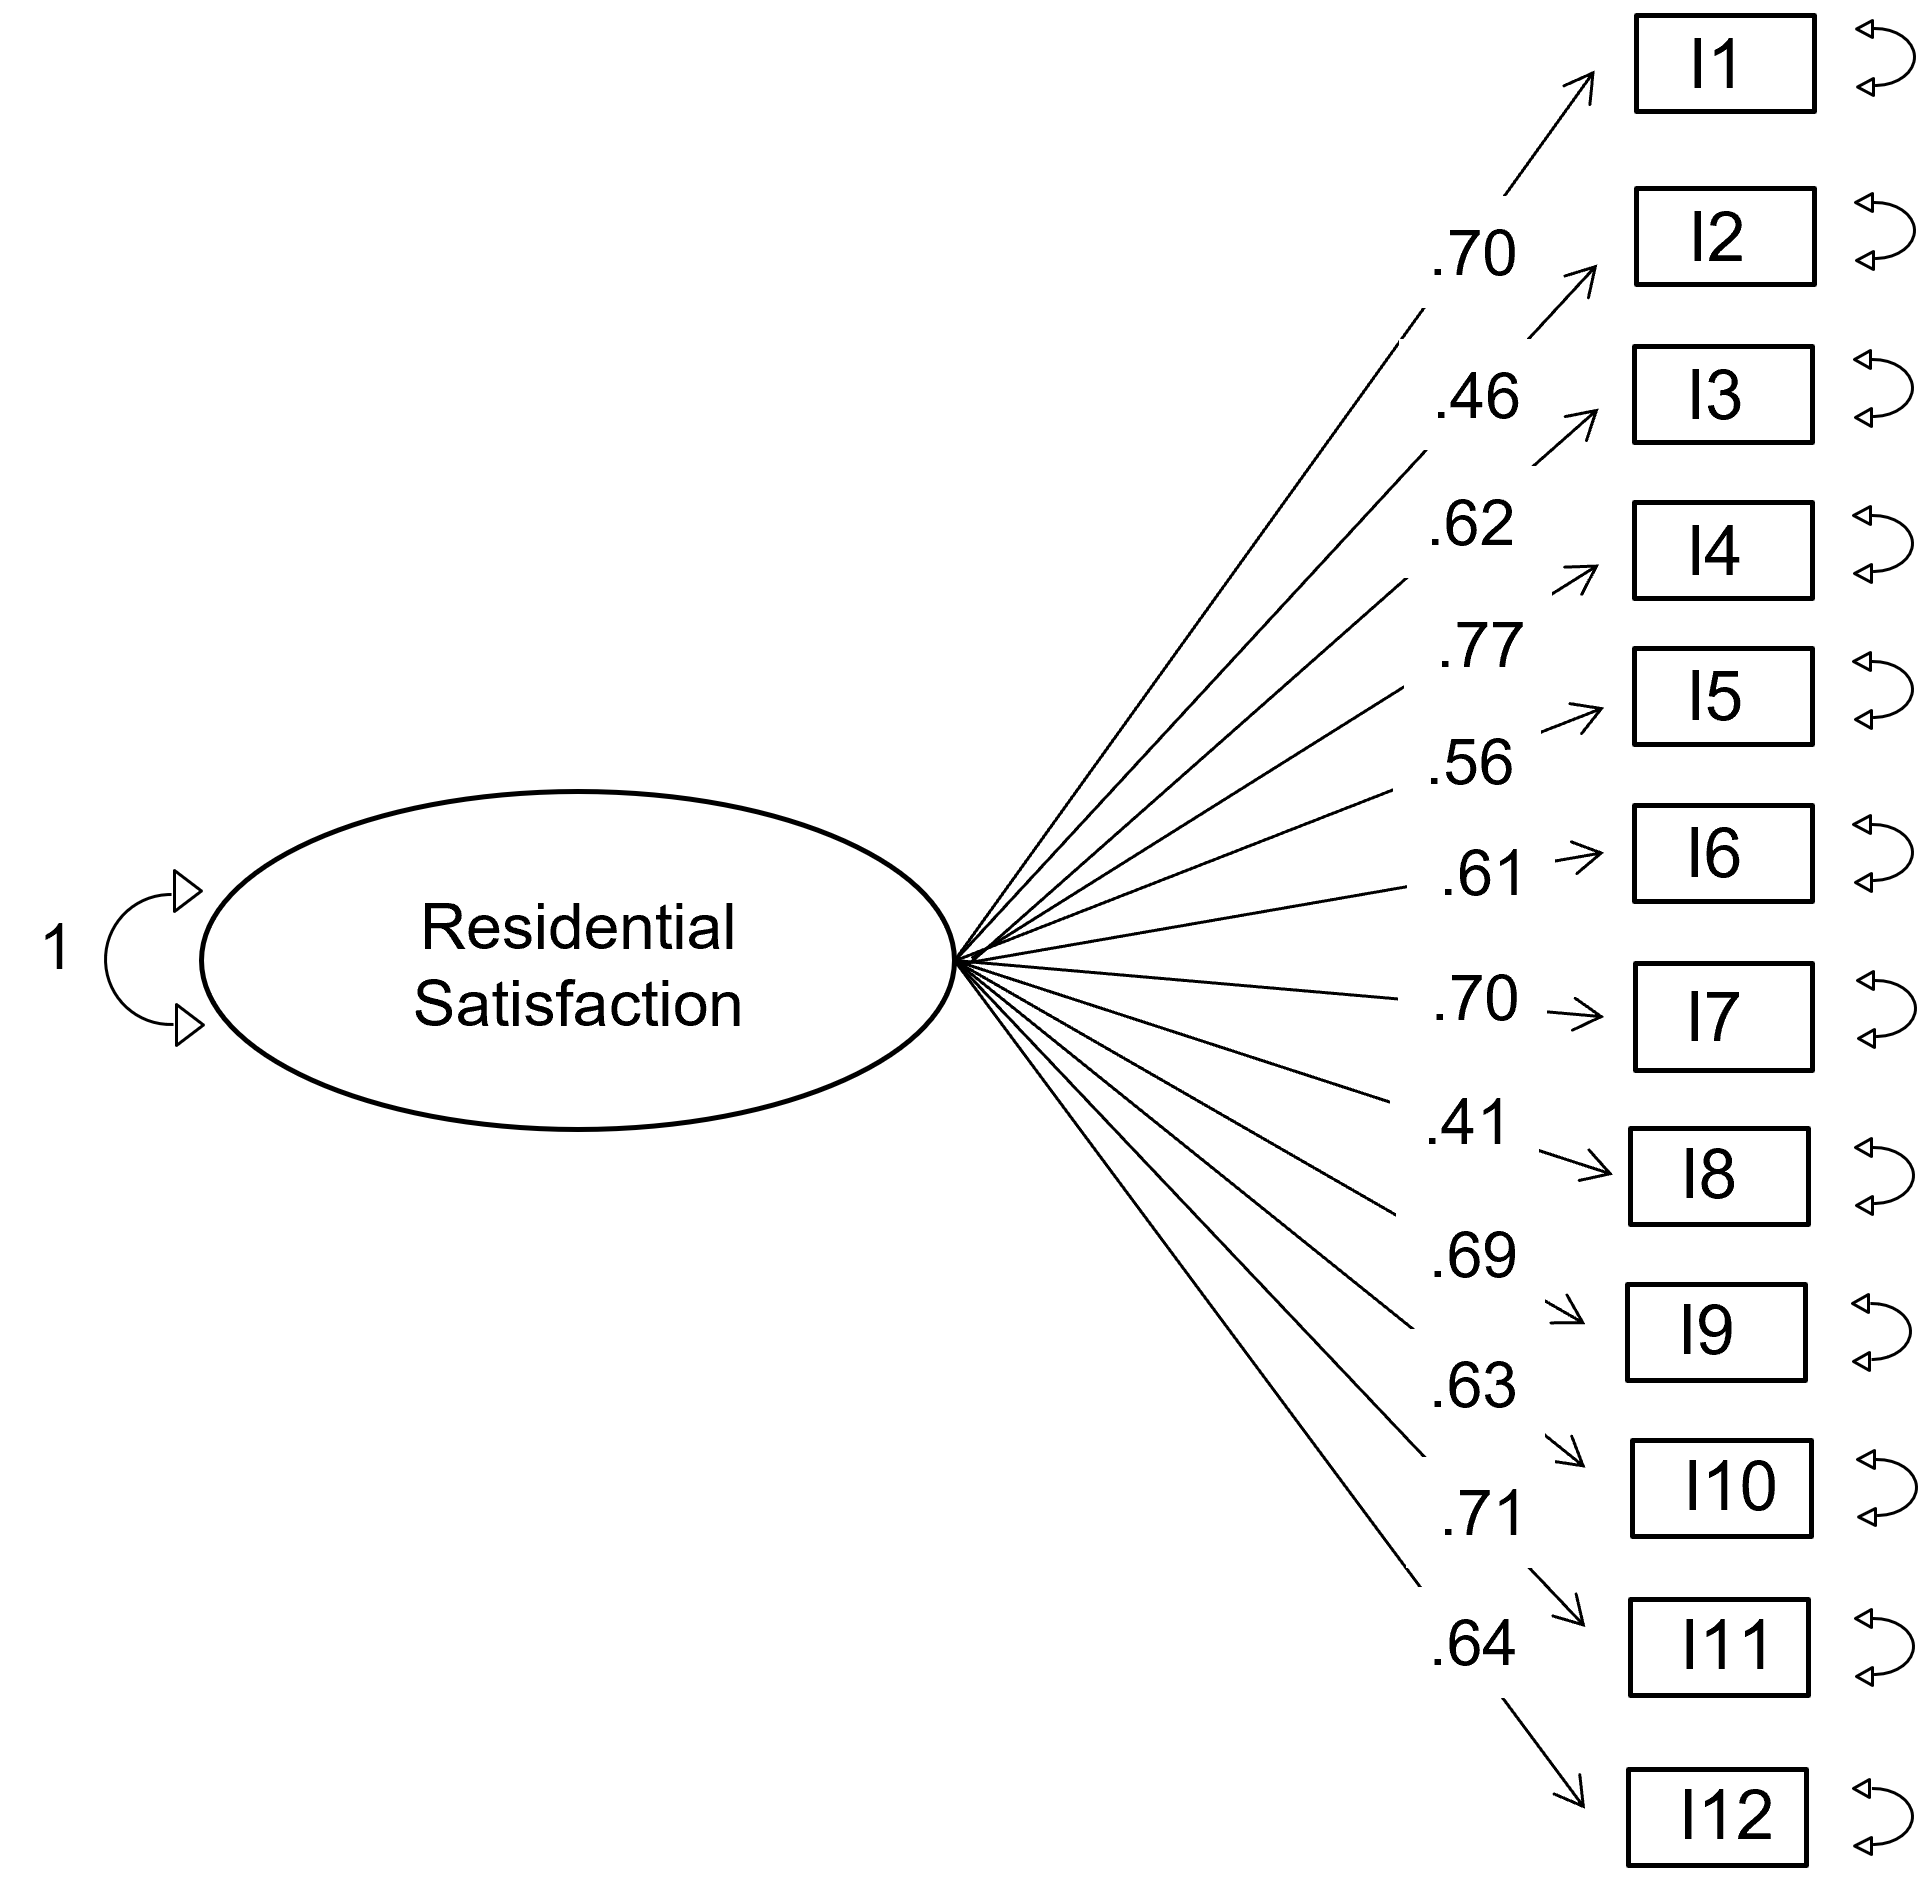 I1
.70
I2
.46
I3
.62
I4
.77
I5
.56
I6
.61
Residential
Satisfaction
1
I7
.70
I8
.41
I9
.69
I10
.63
I11
.71
I12
.64